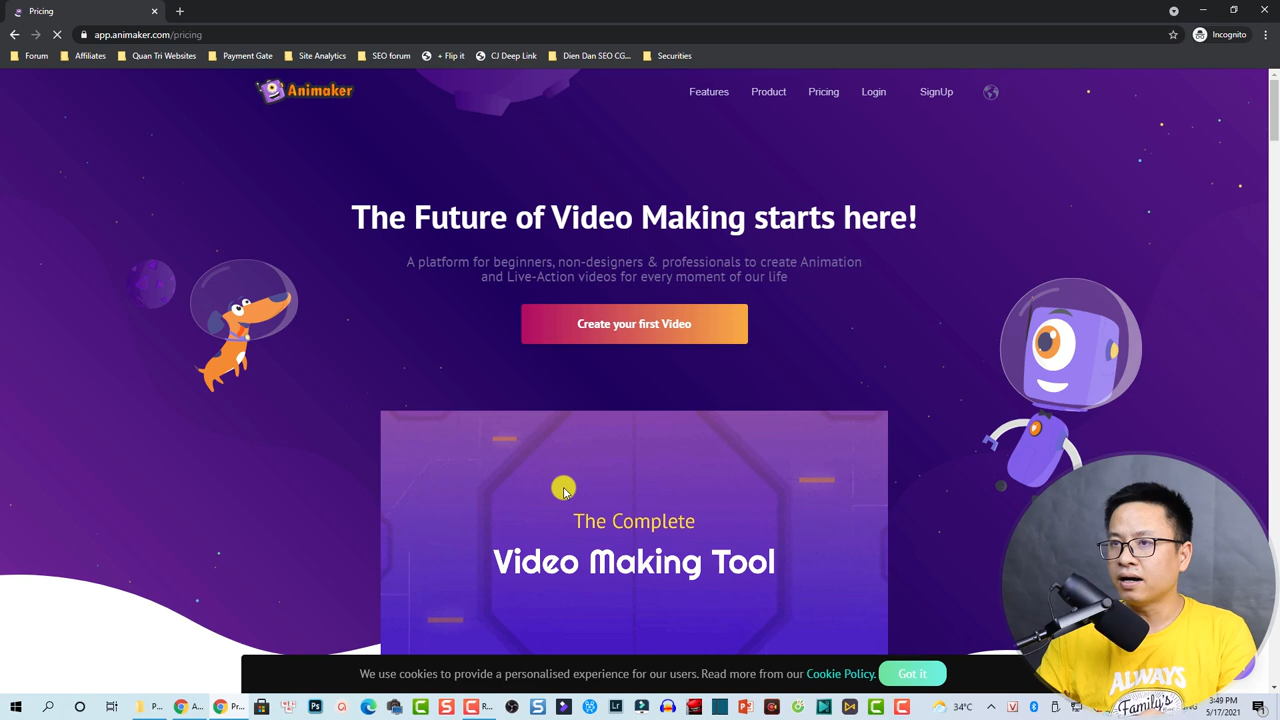 Pricing
app.animaker.com/pricing
Incognito
Forum
Affiliates
Quan Tri Websites
Payment Gate
Site Analytics
SEO forum
+ Flip it
CJ Deep Link
Dien Dan SEO CG...
Securities
Animaker
Features
Product
Pricing
Login
SignUp
The Future of Video Making starts here!
A platform for beginners, non-designers & professionals to create Animation
and Live-Action videos for every moment of our life
Create your first Video
The Complete
Video Making Tool
We use cookies to provide a personalised experience for our users. Read more from our Cookie Policy.
Got it
ALWAYS
Family's
P...
A...
Pr...
R...
34°C
3:49 PM
5/17/2021